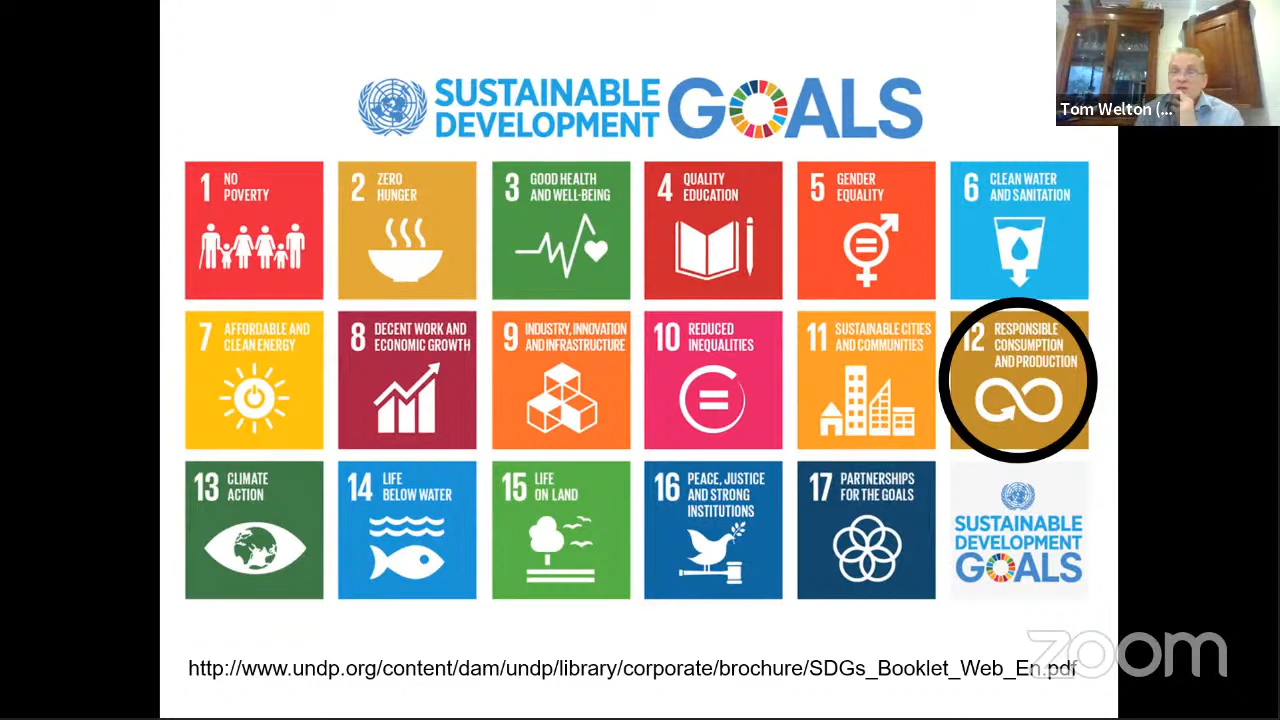 Tom Welton (...
SUSTAINABLE
DEVELOPMENT
GOALS
1 NO
POVERTY
2 ZERO
HUNGER
3 GOOD HEALTH
AND WELL-BEING
4 QUALITY
EDUCATION
5 GENDER
EQUALITY
6 CLEAN WATER
AND SANITATION
7 AFFORDABLE AND
CLEAN ENERGY
8 DECENT WORK AND
ECONOMIC GROWTH
9 INDUSTRY, INNOVATION
AND INFRASTRUCTURE
10 REDUCED
INEQUALITIES
11 SUSTAINABLE CITIES
AND COMMUNITIES
12 RESPONSIBLE
CONSUMPTION
AND PRODUCTION
13 CLIMATE
ACTION
14 LIFE
BELOW WATER
15 LIFE
ON LAND
16 PEACE, JUSTICE
AND STRONG
INSTITUTIONS
17 PARTNERSHIPS
FOR THE GOALS
SUSTAINABLE
DEVELOPMENT
GOALS
http://www.undp.org/content/dam/undp/library/corporate/brochure/SDGs_Booklet_Web_En.pdf
zoom